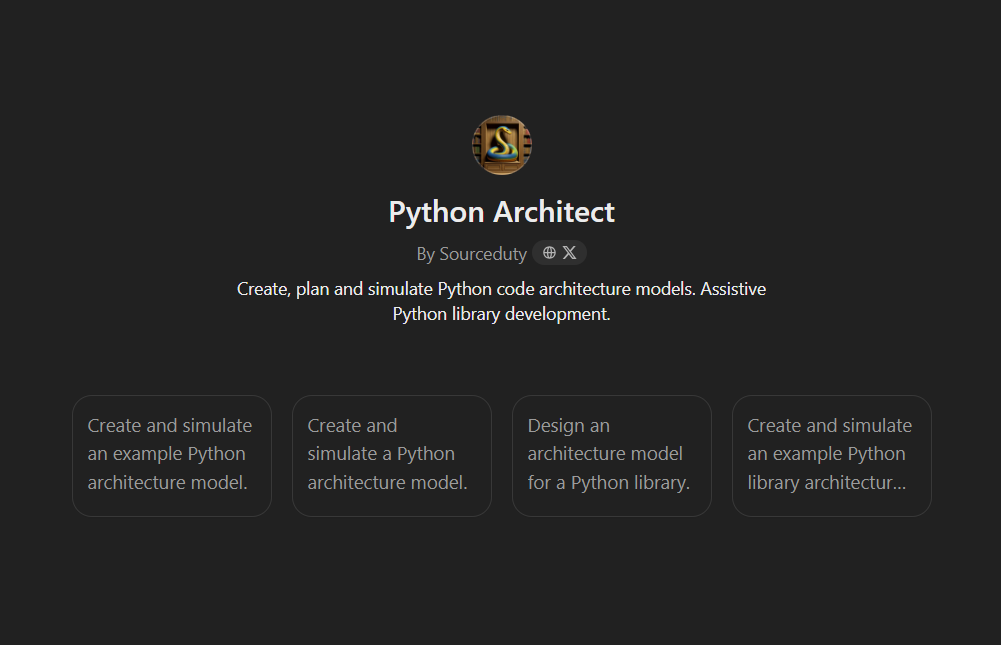 Python Architect
By Sourceduty
Create, plan and simulate Python code architecture models. Assistive
Python library development.
Create and simulate
an example Python
architecture model.
Create and
simulate a Python
architecture model.
Design an
architecture model
for a Python library.
Create and simulate
an example Python
library architectur...